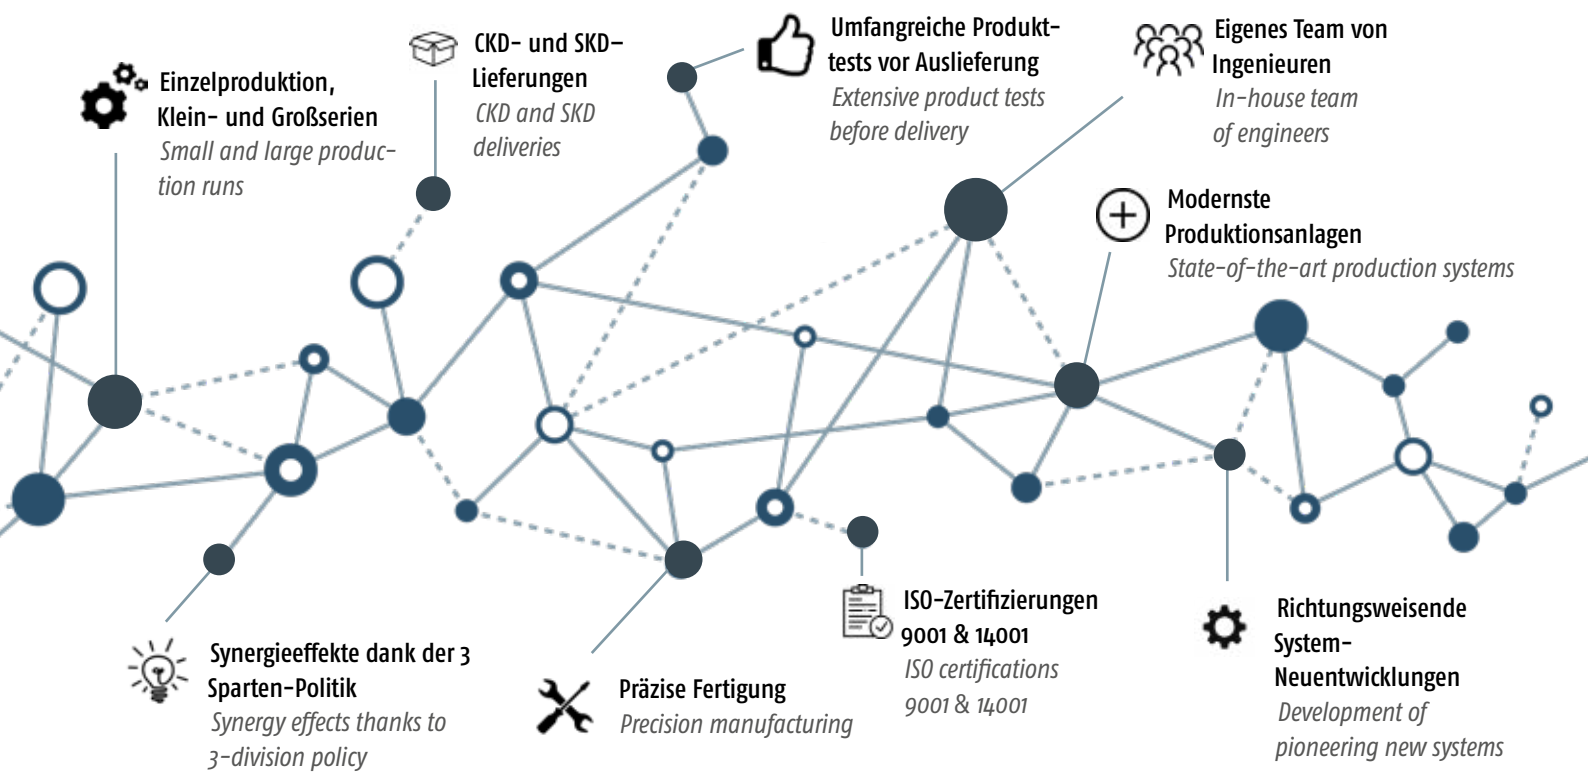 Einzelproduktion,
Klein- und Großserien
Small and large produc-
tion runs
CKD- und SKD-
Lieferungen
CKD and SKD
deliveries
Umfangreiche Produkt-
tests vor Auslieferung
Extensive product tests
before delivery
Eigenes Team von
Ingenieuren
In-house team
of engineers
Modernste
Produktionsanlagen
State-of-the-art production systems
Synergieeffekte dank der 3
Sparten-Politik
Synergy effects thanks to
3-division policy
Präzise Fertigung
Precision manufacturing
ISO-Zertifizierungen
9001 & 14001
ISO certifications
9001 & 14001
Richtungsweisende
System-
Neuentwicklungen
Development of
pioneering new systems